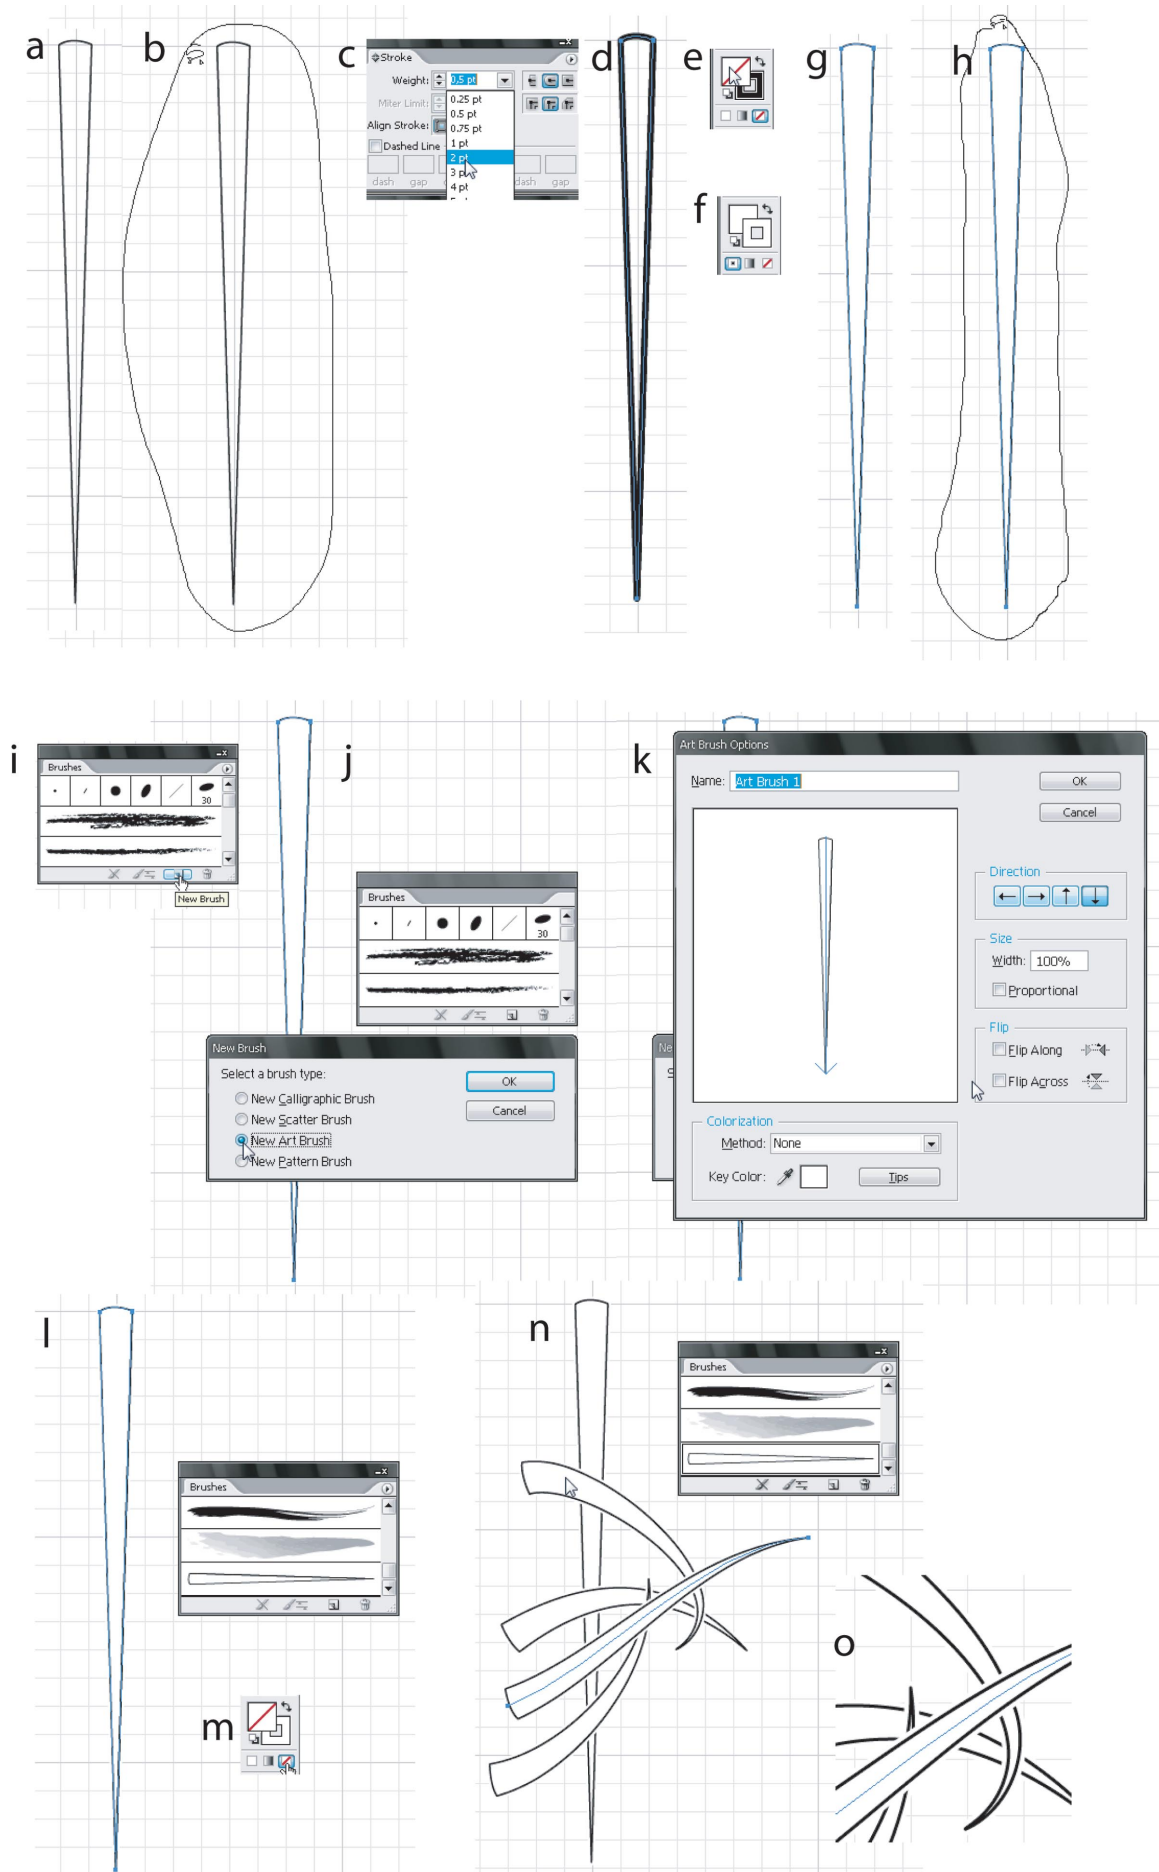 a
b
c
Stroke
Weight: 0,5 pt
0.25 pt
0.5 pt
0.75 pt
1 pt
2 pt
3 pt
4 pt
Miter Limit:
Align Stroke:
Dashed Line
dash gap dash gap
d
e
f
g
h
i
Brushes
30
New Brush
j
Brushes
30
New Brush
Select a brush type:
New Calligraphic Brush
New Scatter Brush
New Art Brush
New Pattern Brush
OK
Cancel
k
Art Brush Options
Name: Art Brush 1
OK
Cancel
Direction
Size
Width: 100%
Proportional
Flip
Flip Along
Flip Across
Colorization
Method: None
Key Color: Tips
Ne
l
Brushes
m
n
Brushes
o